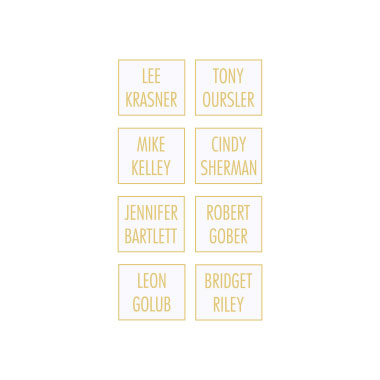 LEE
KRASNER
TONY
OURSLER
MIKE
KELLEY
CINDY
SHERMAN
JENNIFER
BARTLETT
ROBERT
GOBER
LEON
GOLUB
BRIDGET
RILEY